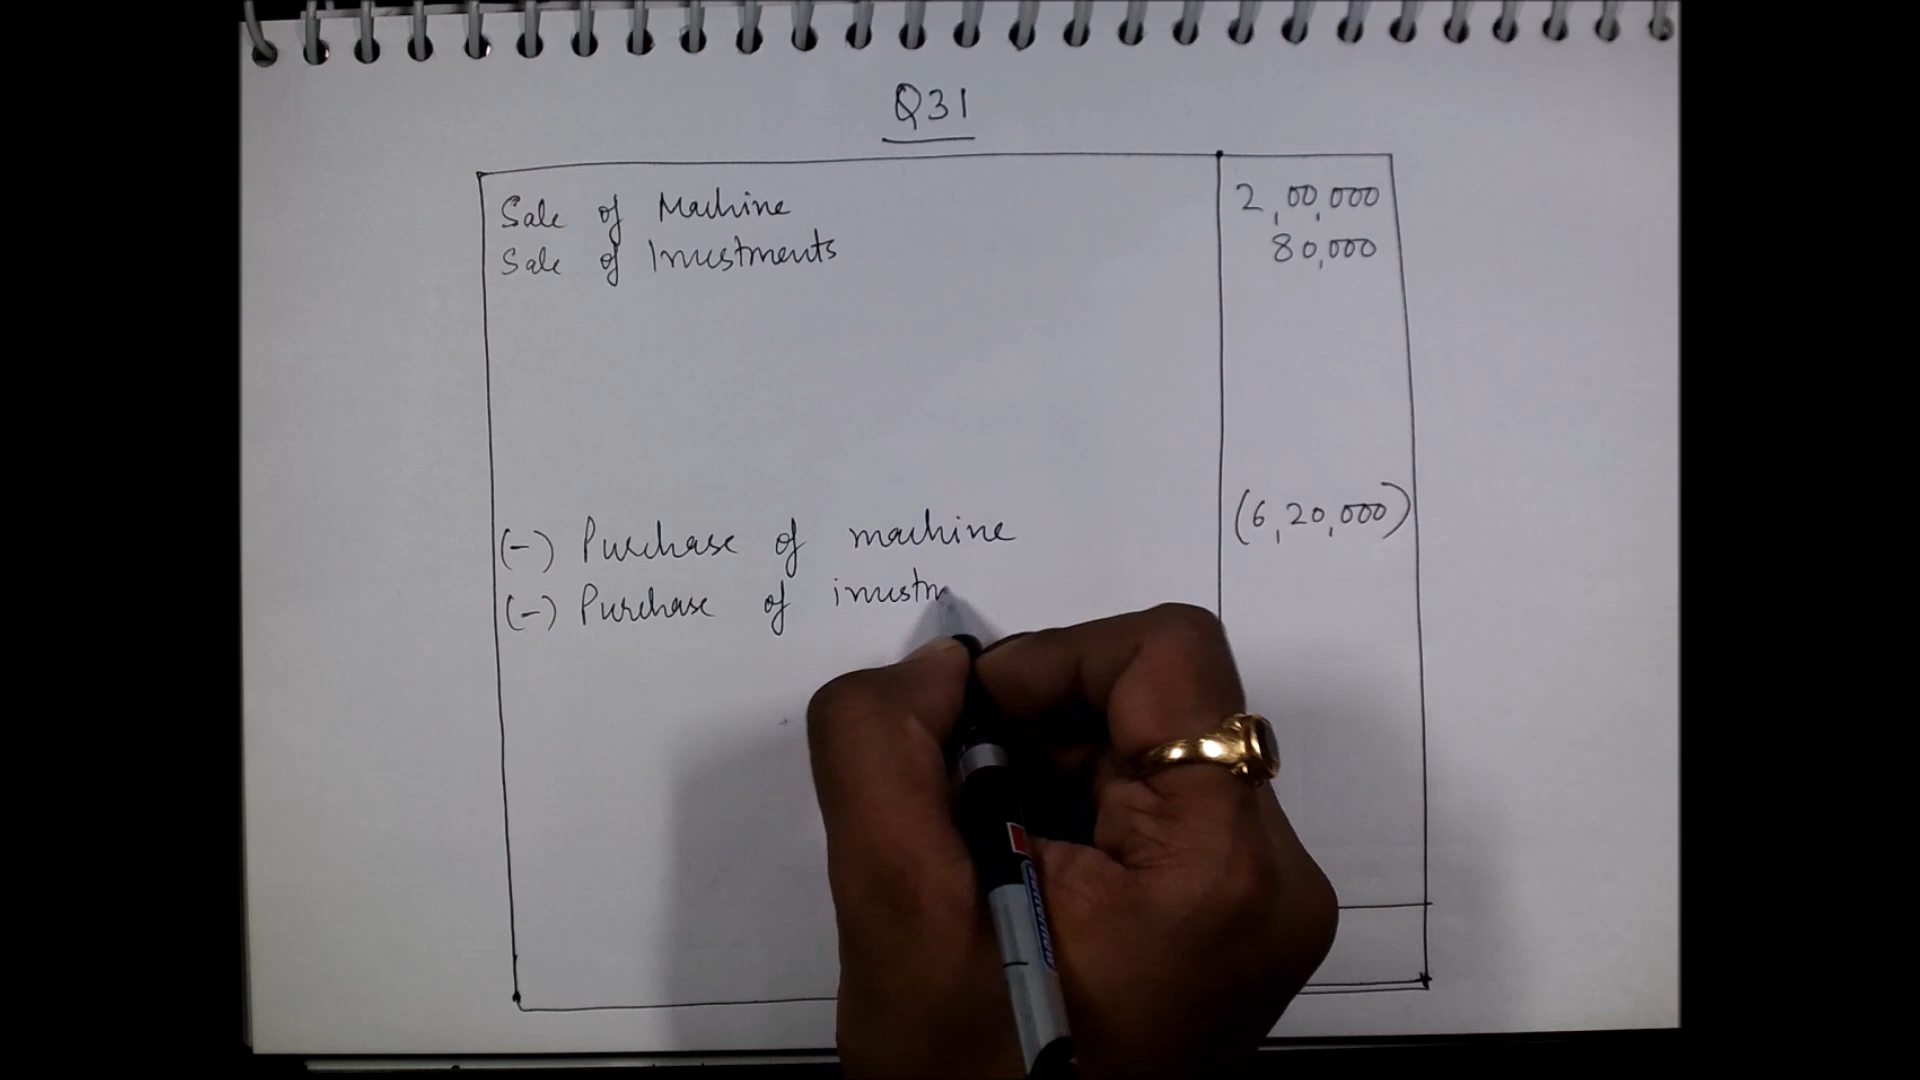 Q31
Sale of Machine 2,00,000
Sale of Investments 80,000
(-) Purchase of machine (6,20,000)
(-) Purchase of investm